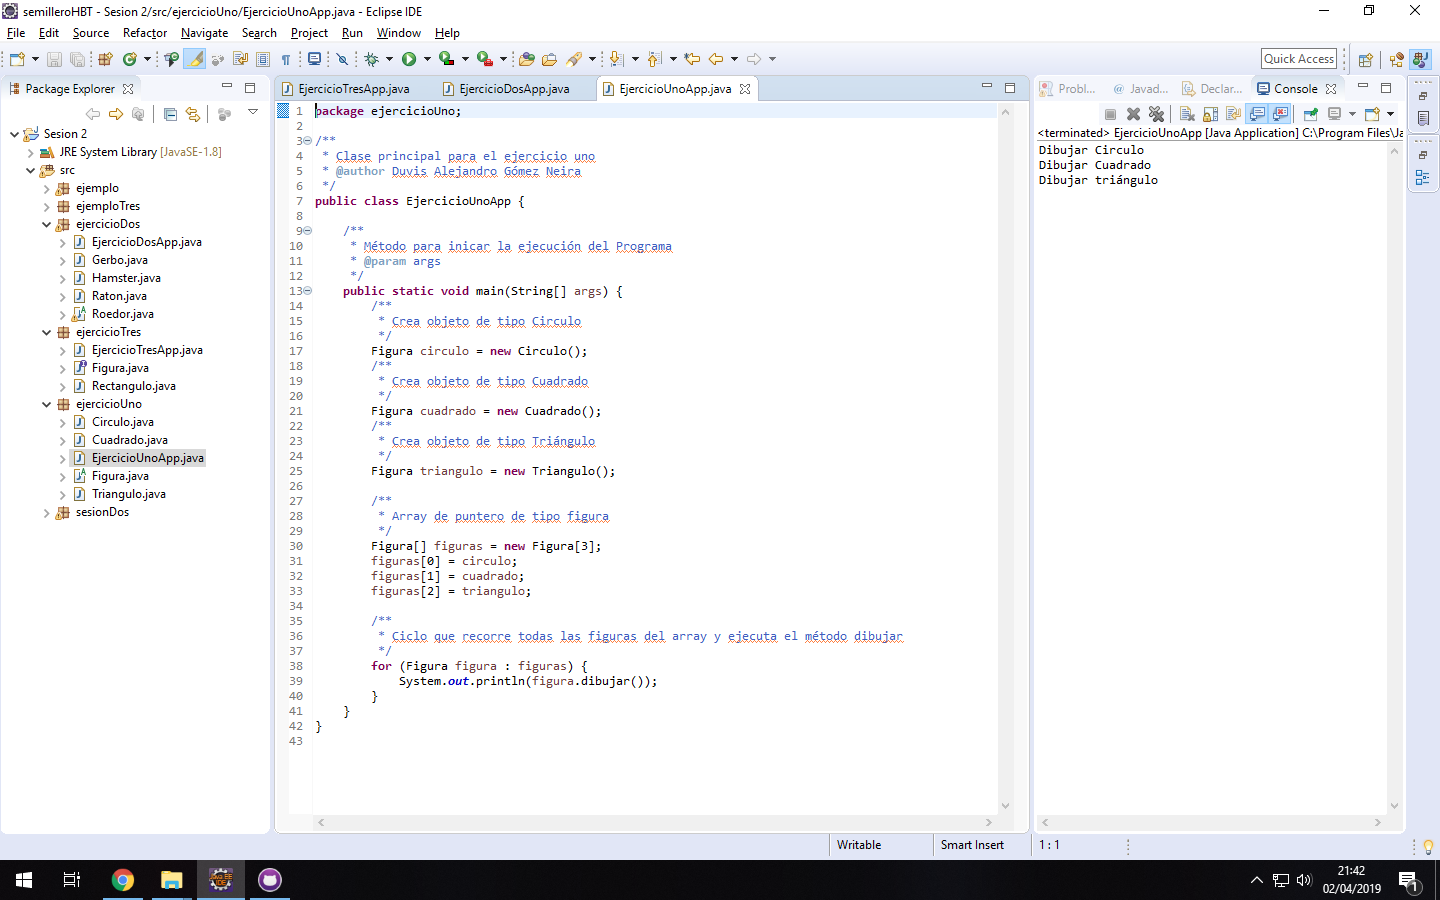 semilleroHBT - Sesion 2/src/ejercicioUno/EjercicioUnoApp.java - Eclipse IDE
File Edit Source Refactor Navigate Search Project Run Window Help
Quick Access
Package Explorer
Sesion 2
JRE System Library [JavaSE-1.8]
src
ejemplo
ejemploTres
ejercicioDos
EjercicioDosApp.java
Gerbo.java
Hamster.java
Raton.java
Roedor.java
ejercicioTres
EjercicioTresApp.java
Figura.java
Rectangulo.java
ejercicioUno
Circulo.java
Cuadrado.java
EjercicioUnoApp.java
Figura.java
Triangulo.java
sesionDos
EjercicioTresApp.java EjercicioDosApp.java EjercicioUnoApp.java
1 package ejercicioUno;
2
3 /**
4 * Clase principal para el ejercicio uno
5 * @author Duvis Alejandro Gómez Neira
6 */
7 public class EjercicioUnoApp {
8
9 /**
10 * Método para inicar la ejecución del Programa
11 * @param args
12 */
13 public static void main(String[] args) {
14 /**
15 * Crea objeto de tipo Circulo
16 */
17 Figura circulo = new Circulo();
18 /**
19 * Crea objeto de tipo Cuadrado
20 */
21 Figura cuadrado = new Cuadrado();
22 /**
23 * Crea objeto de tipo Triángulo
24 */
25 Figura triangulo = new Triangulo();
26
27 /**
28 * Array de puntero de tipo figura
29 */
30 Figura[] figuras = new Figura[3];
31 figuras[0] = circulo;
32 figuras[1] = cuadrado;
33 figuras[2] = triangulo;
34
35 /**
36 * Ciclo que recorre todas las figuras del array y ejecuta el método dibujar
37 */
38 for (Figura figura : figuras) {
39 System.out.println(figura.dibujar());
40 }
41 }
42 }
43
Probl... Javad... Declar... Console
<terminated> EjercicioUnoApp [Java Application] C:\Program Files\Ja
Dibujar Circulo
Dibujar Cuadrado
Dibujar triángulo
Writable Smart Insert 1 : 1
21:42
02/04/2019
1